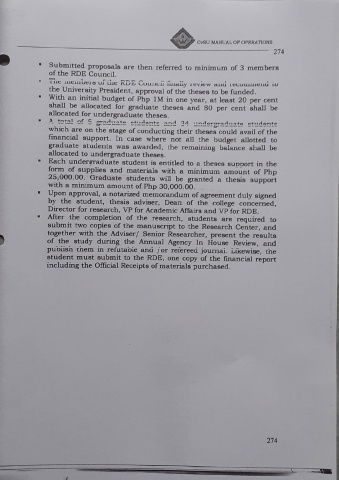 CvSU MANUAL OF OPERATIONS
274
• Submitted proposals are then referred to minimum of 3 members
of the RDE Council.
• The members of the RDE Council finally review and recommend to
the University President, approval of the theses to be funded.
• With an initial budget of Php 1M in one year, at least 20 per cent
shall be allocated for graduate theses and 80 per cent shall be
allocated for undergraduate theses.
• A total of 5 graduate students and 34 undergraduate students
which are on the stage of conducting their theses could avail of the
financial support. In case where not all the budget allotted to
graduate students was awarded, the remaining balance shall be
allocated to undergraduate theses.
• Each undergraduate student is entitled to a theses support in the
form of supplies and materials with a minimum amount of Php
25,000.00. Graduate students will be granted a thesis support
with a minimum amount of Php 30,000.00.
• Upon approval, a notarized memorandum of agreement duly signed
by the student, thesis adviser, Dean of the college concerned,
Director for research, VP for Academic Affairs and VP for RDE.
• After the completion of the research, students are required to
submit two copies of the manuscript to the Research Center, and
together with the Adviser/ Senior Researcher, present the results
of the study during the Annual Agency In House Review, and
publish them in refutable and /or refereed journal. Likewise, the
student must submit to the RDE, one copy of the financial report
including the Official Receipts of materials purchased.
274